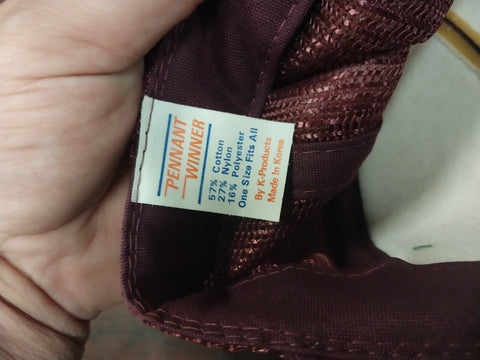 PENNANT
WINNER
57% Cotton
27% Nylon
16% Polyester
One Size Fits All
By K-Products
Made In Korea